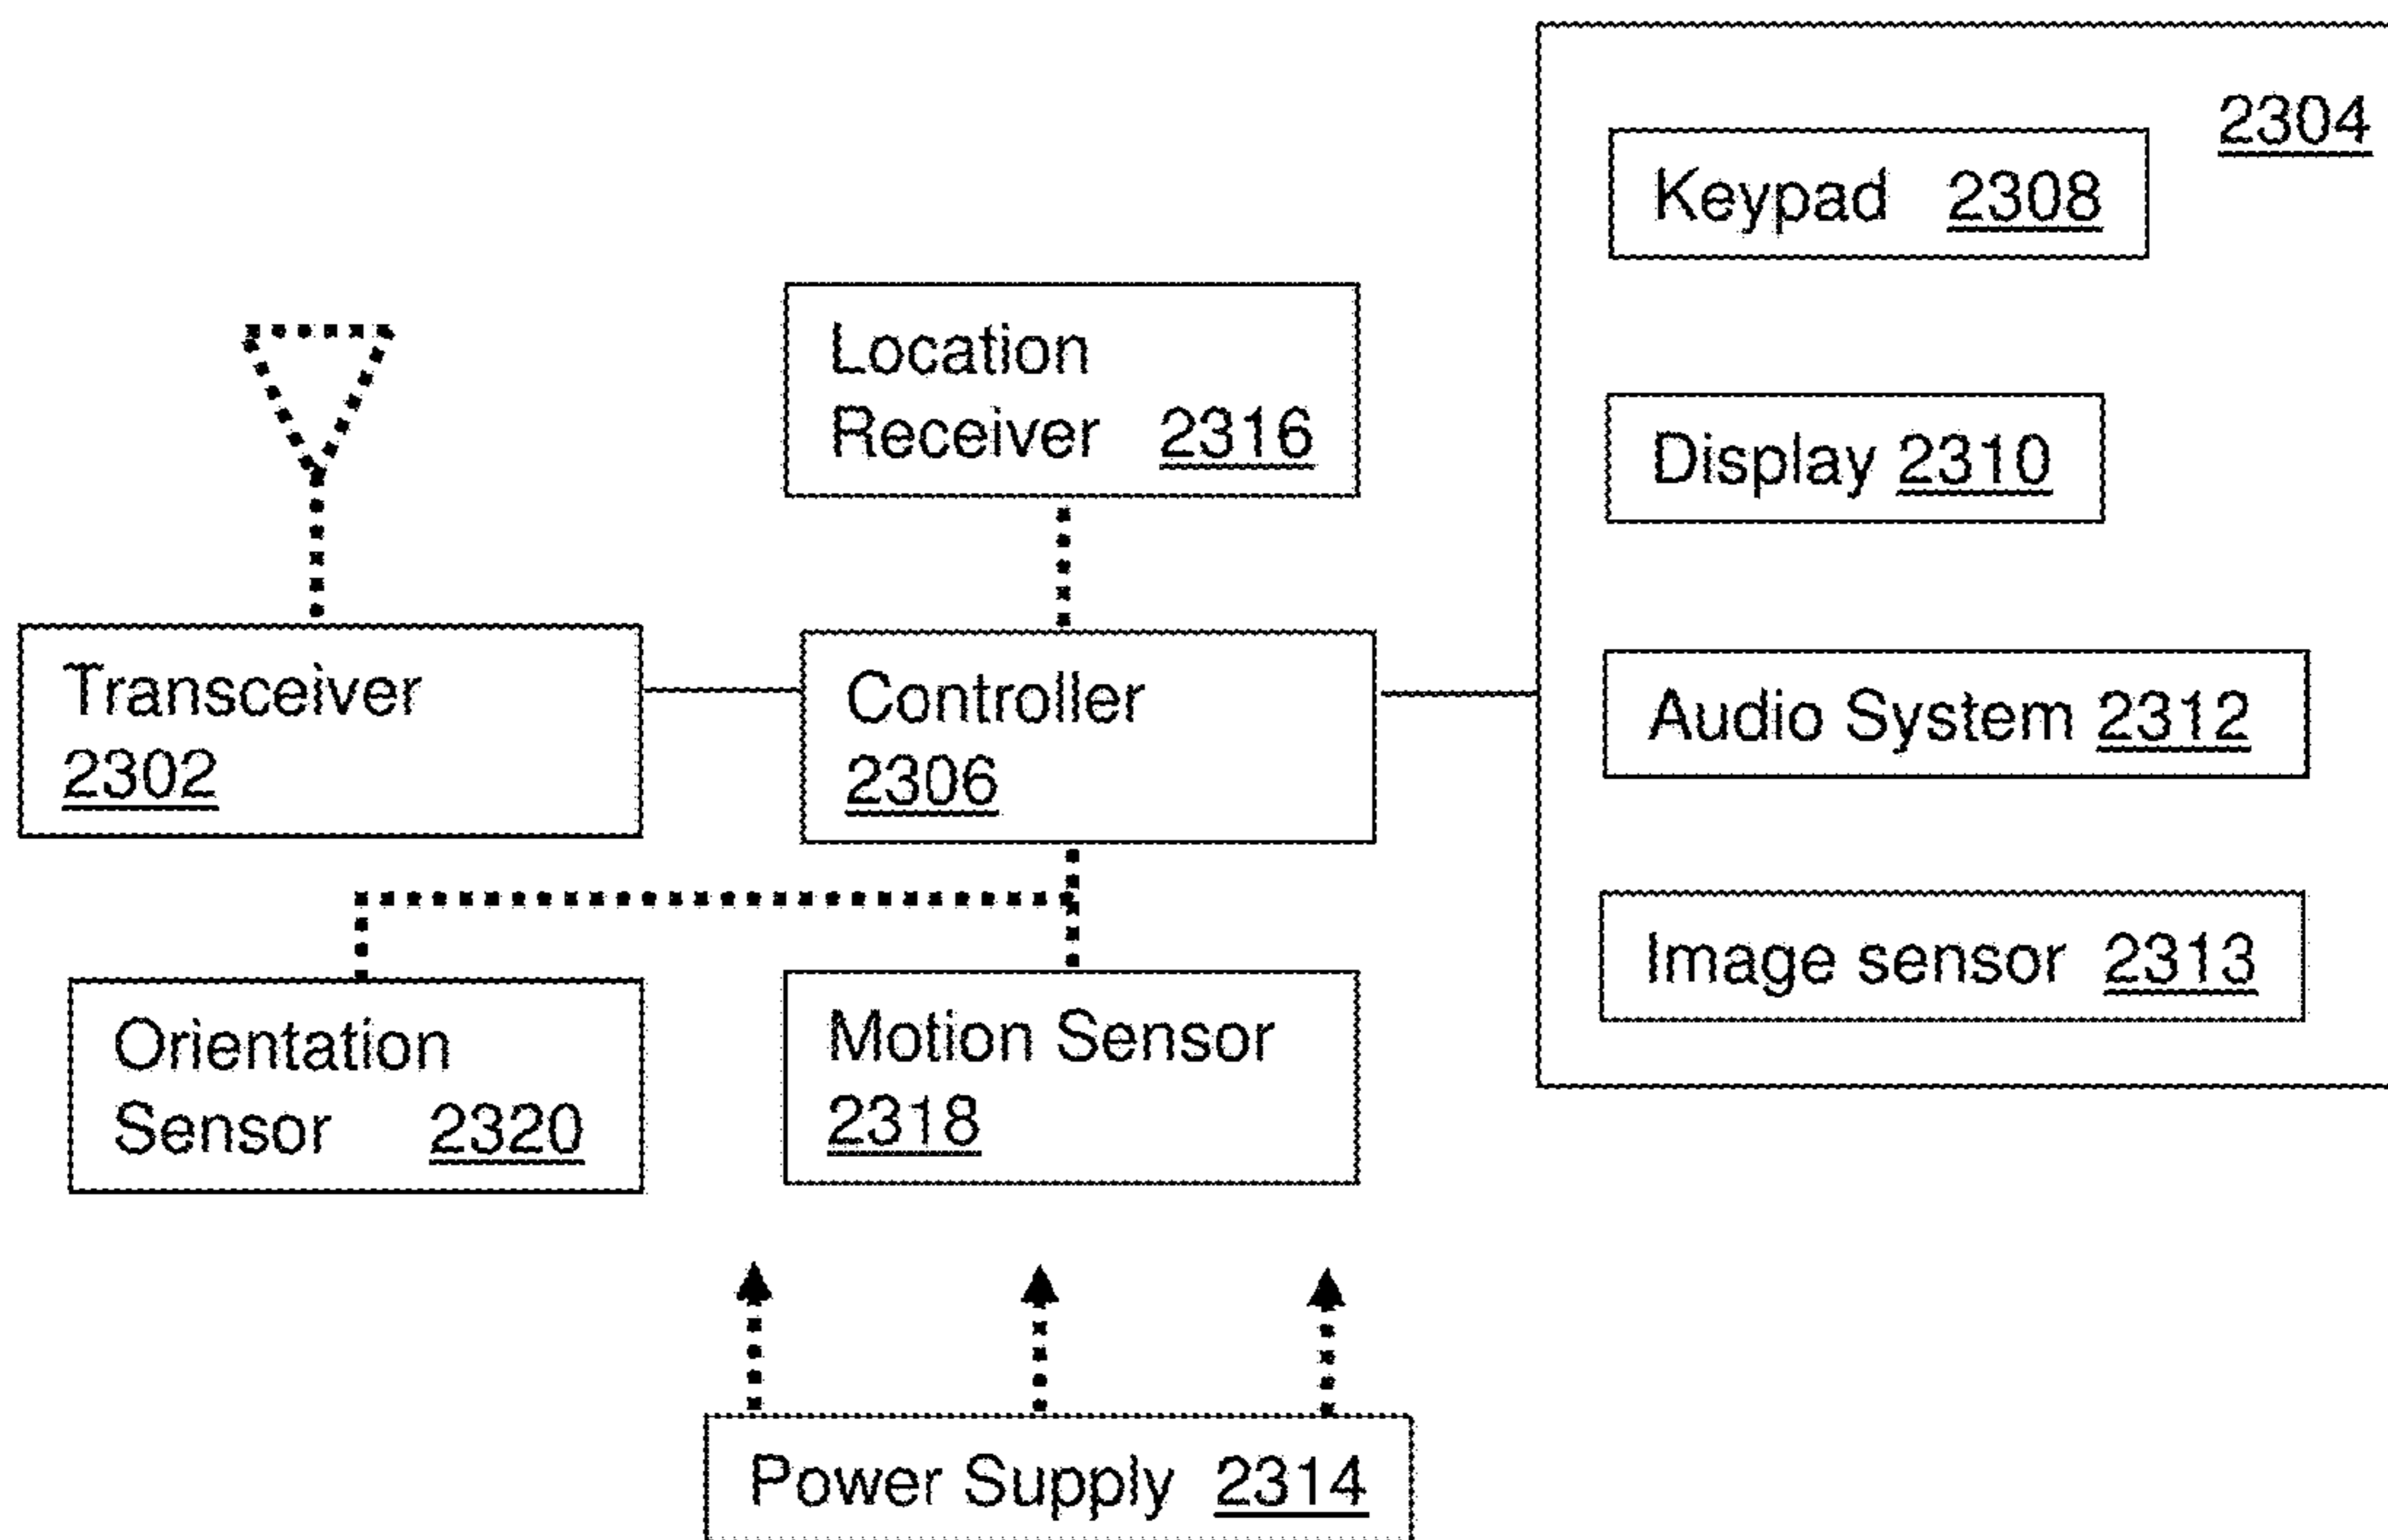 2304
Keypad 2308
Location
Receiver 2316
Display 2310
Transceiver
2302
Controller
2306
Audio System 2312
Image sensor 2313
Orientation
Sensor 2320
Motion Sensor
2318
Power Supply 2314